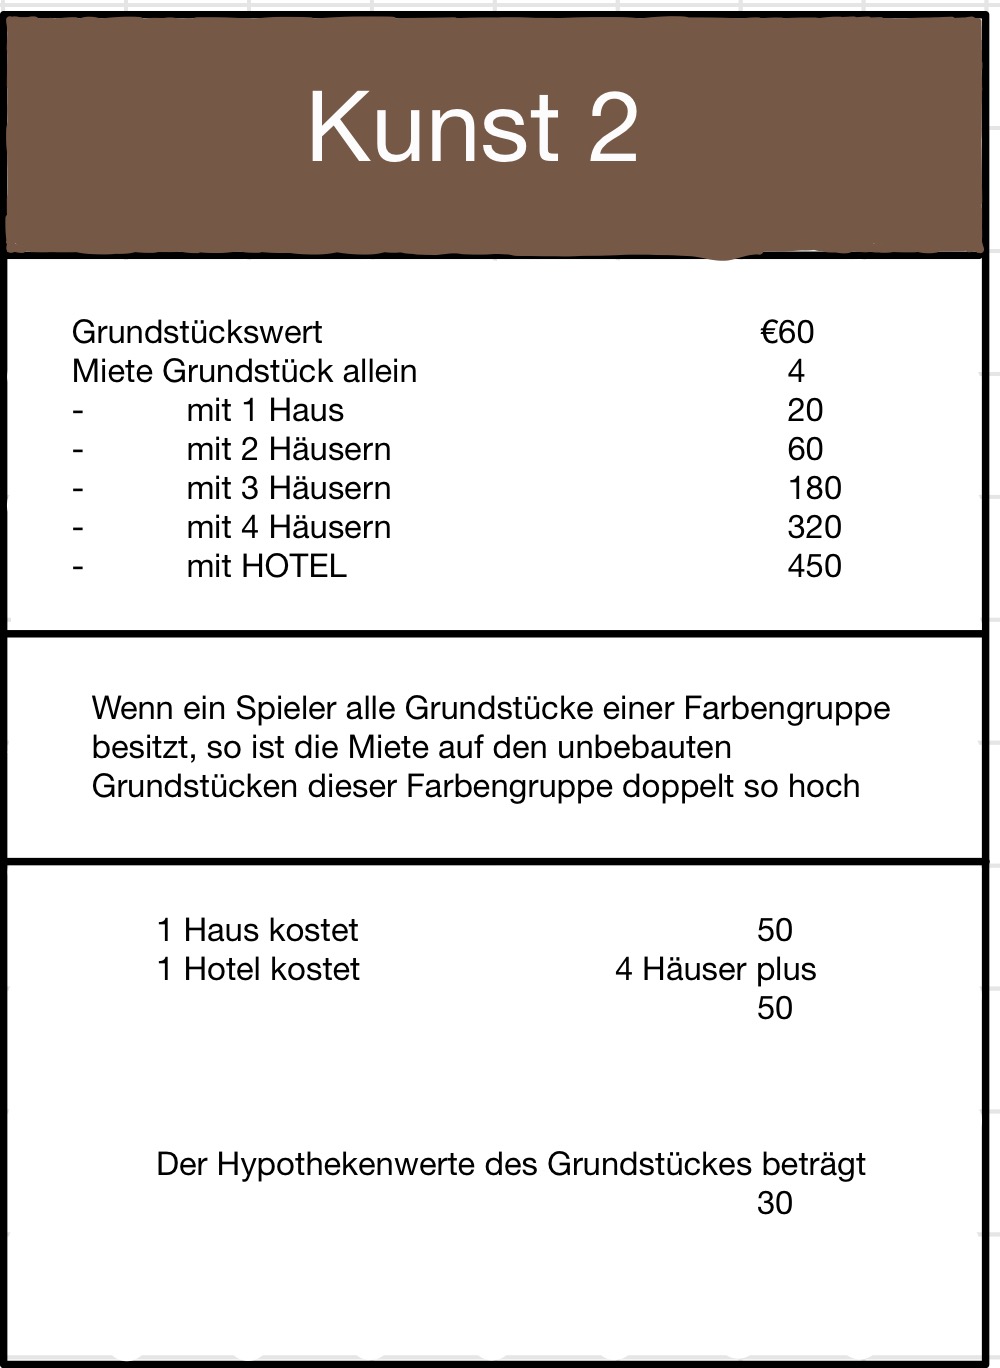 Kunst 2
Grundstückswert €60
Miete Grundstück allein 4
- mit 1 Haus 20
- mit 2 Häusern 60
- mit 3 Häusern 180
- mit 4 Häusern 320
- mit HOTEL 450
Wenn ein Spieler alle Grundstücke einer Farbengruppe
besitzt, so ist die Miete auf den unbebauten
Grundstücken dieser Farbengruppe doppelt so hoch
1 Haus kostet 50
1 Hotel kostet 4 Häuser plus
50
Der Hypothekenwerte des Grundstückes beträgt
30